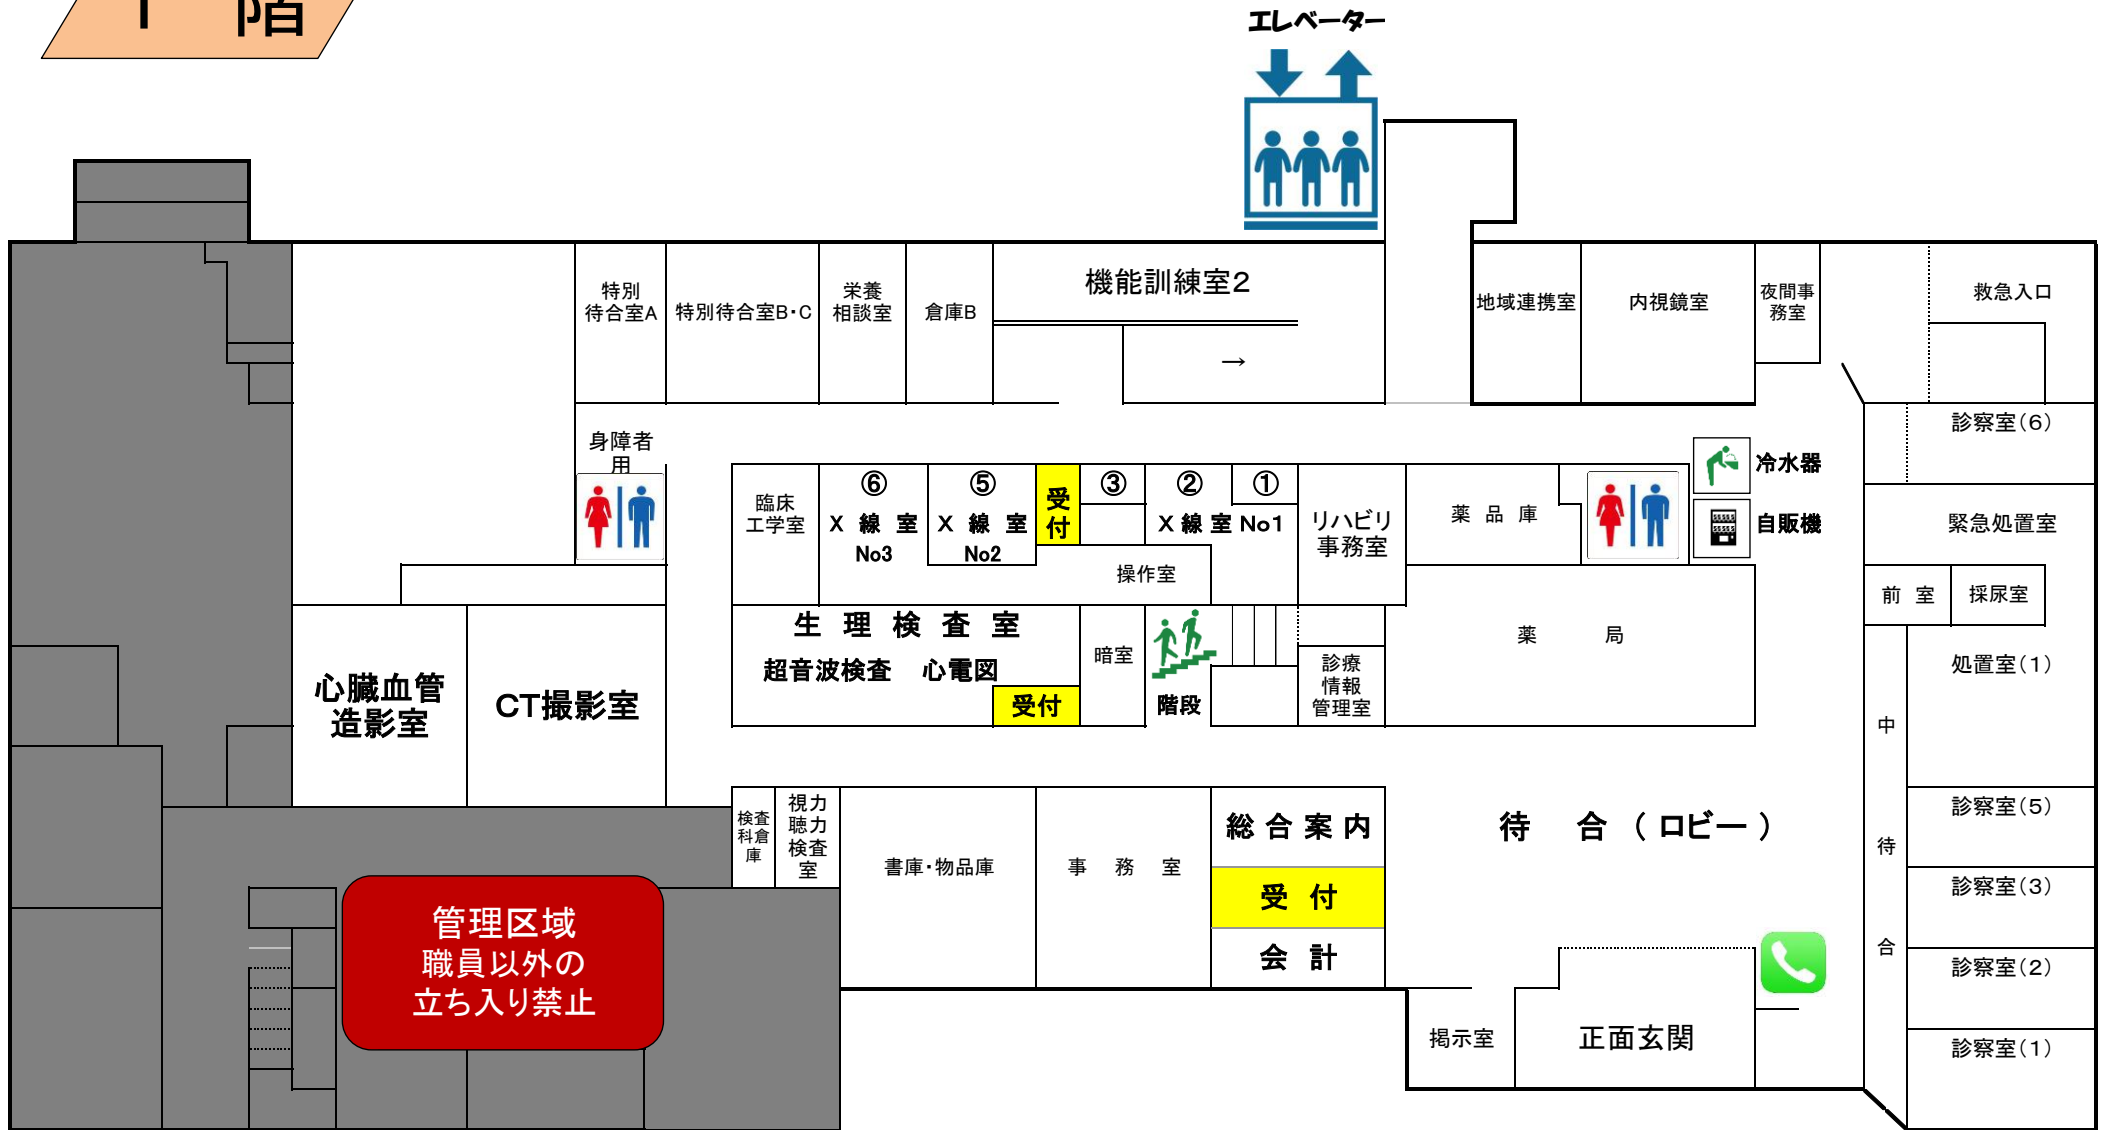 1 階
エレベーター
特別
待合室A
特別待合室B・C
栄養
相談室
倉庫B
機能訓練室2
→
地域連携室
内視鏡室
夜間事
務室
救急入口
身障者
用
臨床
工学室
⑥
X 線 室
No3
⑤
X 線 室
No2
受
付
③
②
①
X 線 室 No1
操作室
リハビリ
事務室
薬 品 庫
冷水器
自販機
診察室(6)
緊急処置室
前 室
採尿室
処置室(1)
心臓血管
造影室
CT撮影室
生 理 検 査 室
超音波検査 心電図
受付
暗室
階段
診療
情報
管理室
薬 局
検査
科倉
庫
視力
聴力
検査
室
書庫・物品庫
事 務 室
総 合 案 内
受 付
会 計
待 合 ( ロビー )
中
待
合
診察室(5)
診察室(3)
診察室(2)
診察室(1)
管理区域
職員以外の
立ち入り禁止
掲示室
正面玄関